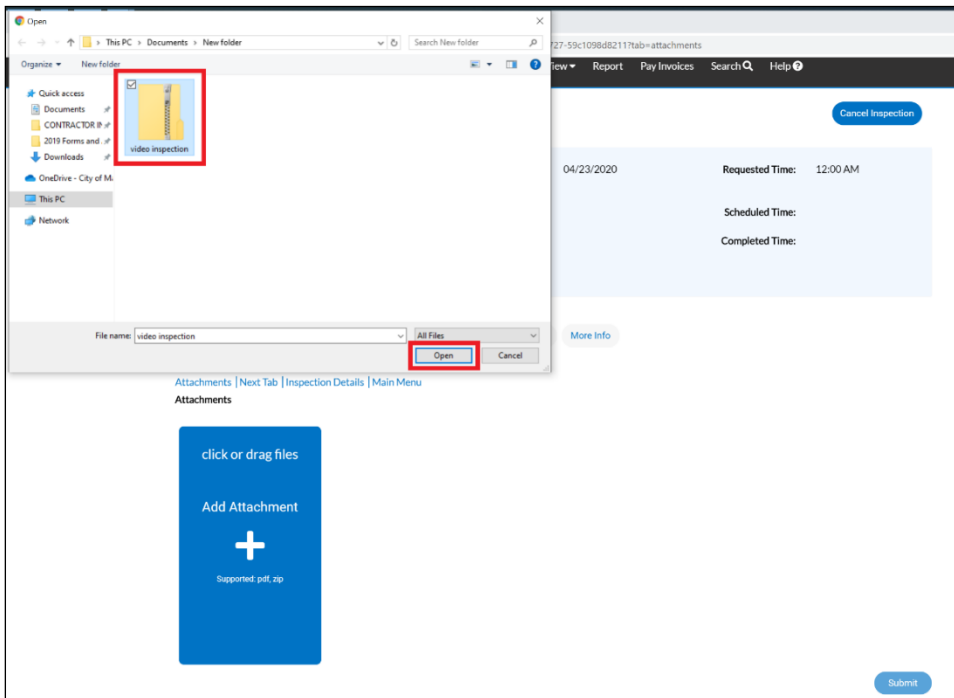 Open
This PC > Documents > New folder
Search New folder
727-59c1098d8211?tab=attachments
Organize
New folder
View Report Pay Invoices Search Help
Quick access
Documents
CONTRACTOR
2019 Forms and
Downloads
OneDrive - City of
This PC
Network
video inspection
Cancel Inspection
04/23/2020
Requested Time: 12:00 AM
Scheduled Time:
Completed Time:
File name: video inspection
All Files
Open
Cancel
More Info
Attachments | Next Tab | Inspection Details | Main Menu
Attachments
click or drag files
Add Attachment
Supported: pdf, zip
Submit